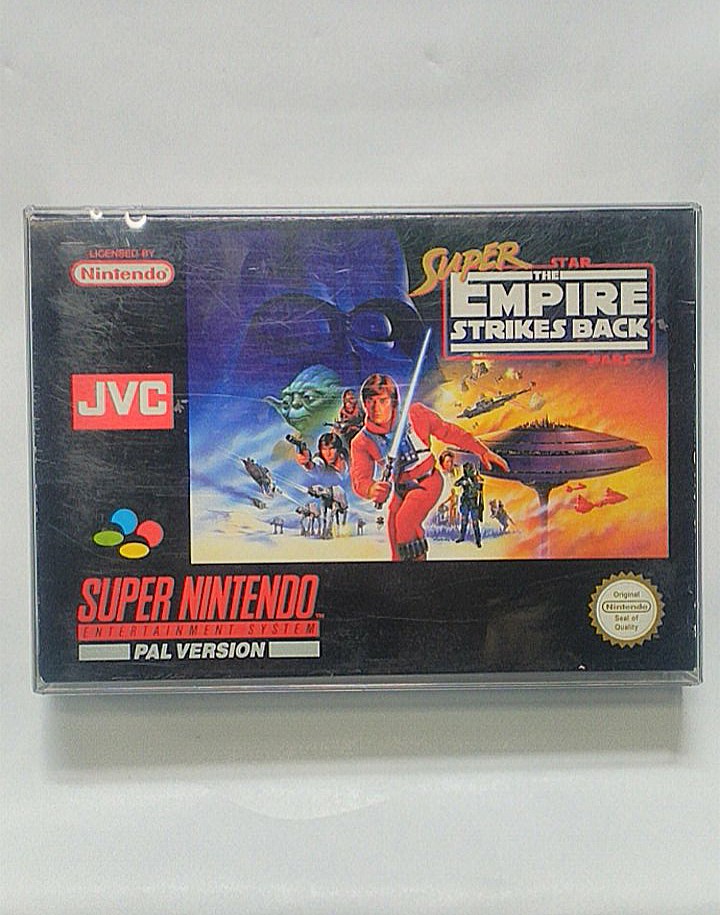 LICENSED BY
Nintendo®
JVC
SUPER STAR
THE
EMPIRE
STRIKES BACK
WARS
SUPER NINTENDO™
ENTERTAINMENT SYSTEM
PAL VERSION
Original
Nintendo
Seal of
Quality